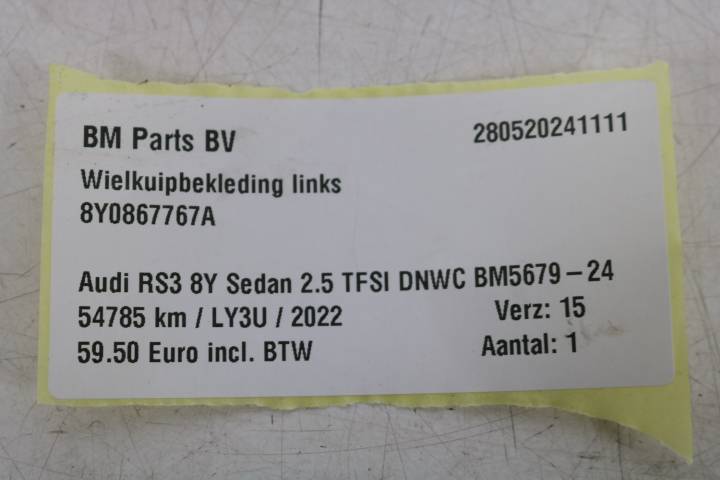 BM Parts BV 280520241111
Wielkuipbekleding links
8Y0867767A
Audi RS3 8Y Sedan 2.5 TFSI DNWC BM5679-24
54785 km / LY3U / 2022 Verz: 15
59.50 Euro incl. BTW Aantal: 1